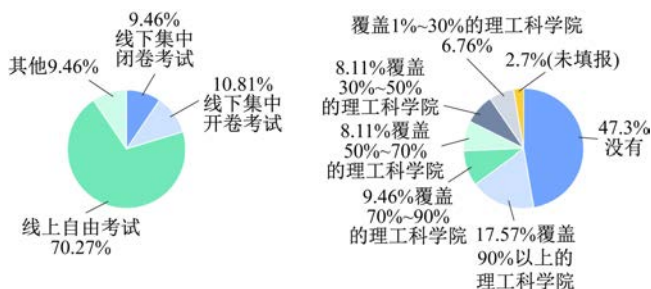 9.46%
线下集中
闭卷考试
其他9.46%
10.81%
线下集中
开卷考试
线上自由考试
70.27%
覆盖1%~30%的理工科学院
6.76%
2.7%(未填报)
8.11%覆盖
30%~50%
的理工科学院
8.11%覆盖
50%~70%
的理工科学院
9.46%覆盖
70%~90%
的理工科学院
47.3%
没有
17.57%覆盖
90%以上的
理工科学院